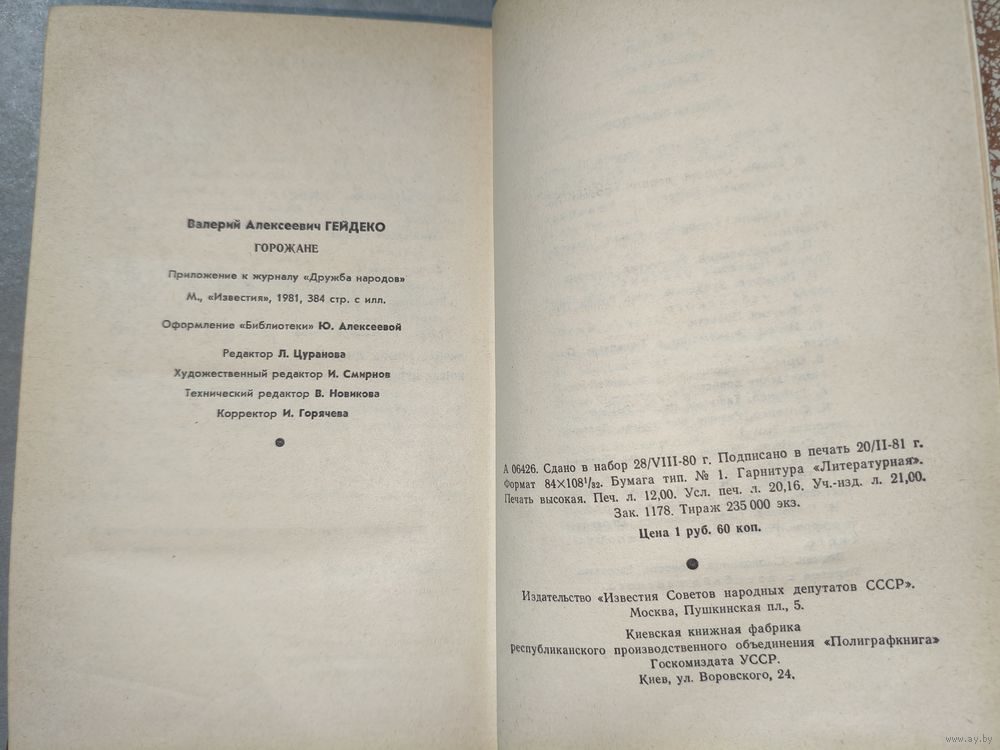 Валерий Алексеевич ГЕЙДЕКО
ГОРОЖАНЕ
Приложение к журналу «Дружба народов»
М., «Известия», 1981, 384 стр. с илл.
Оформление «Библиотеки» Ю. Алексеевой
Редактор Л. Цуранова
Художественный редактор И. Смирнов
Технический редактор В. Новикова
Корректор И. Горячева
А 06426. Сдано в набор 28/VIII-80 г. Подписано в печать 20/II-81 г.
Формат 84×108¹/₃₂. Бумага тип. № 1. Гарнитура «Литературная».
Печать высокая. Печ. л. 12,00. Усл. печ. л. 20,16. Уч.-изд. л. 21,00.
Зак. 1178. Тираж 235 000 экз.
Цена 1 руб. 60 коп.
Издательство «Известия Советов народных депутатов СССР».
Москва, Пушкинская пл., 5.
Киевская книжная фабрика
республиканского производственного объединения «Полиграфкнига»
Госкомиздата УССР.
Киев, ул. Воровского, 24.
www.ay.by